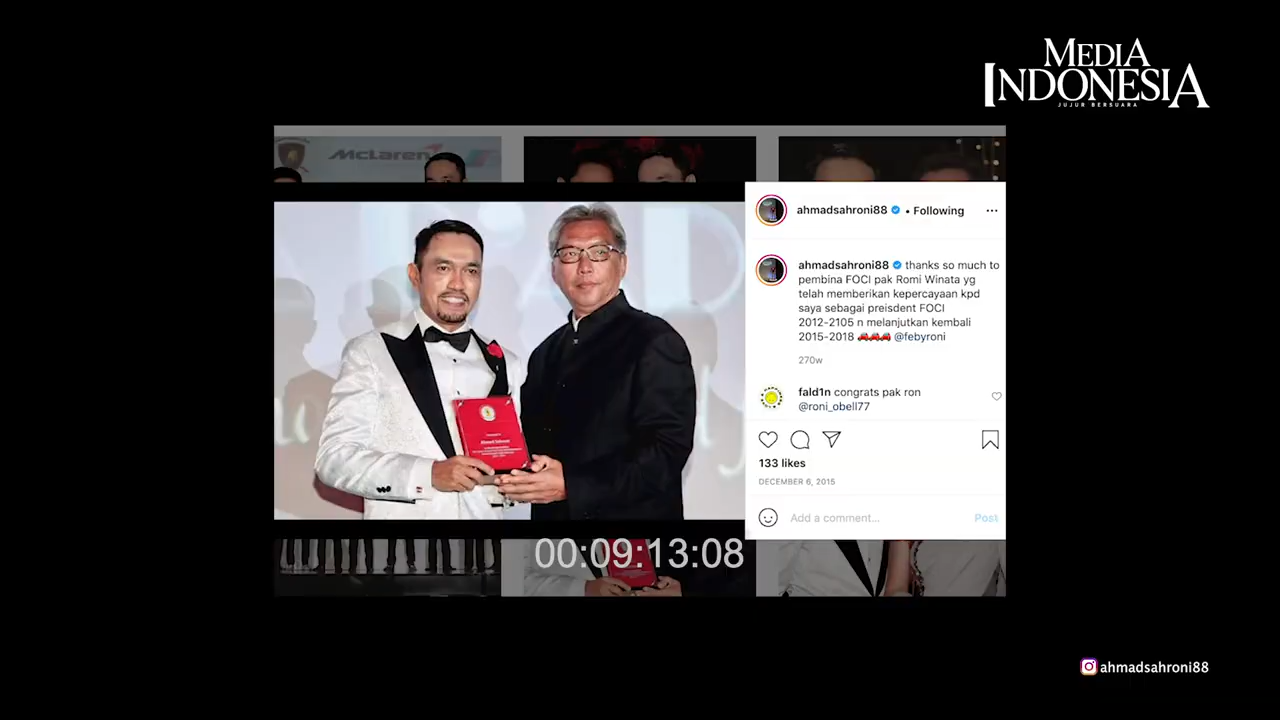 MEDIA
INDONESIA
JUJUR BERSUARA
McLaren
ahmadsahroni88 • Following
ahmadsahroni88 thanks so much to
pembina FOCI pak Romi Winata yg
telah memberikan kepercayaan kpd
saya sebagai preisdent FOCI
2012-2105 n melanjutkan kembali
2015-2018 🚗🚗🚗 @febyroni
270w
fald1n congrats pak ron
@roni_obell77
133 likes
DECEMBER 6, 2015
Add a comment...
Post
00:09:13:08
ahmadsahroni88